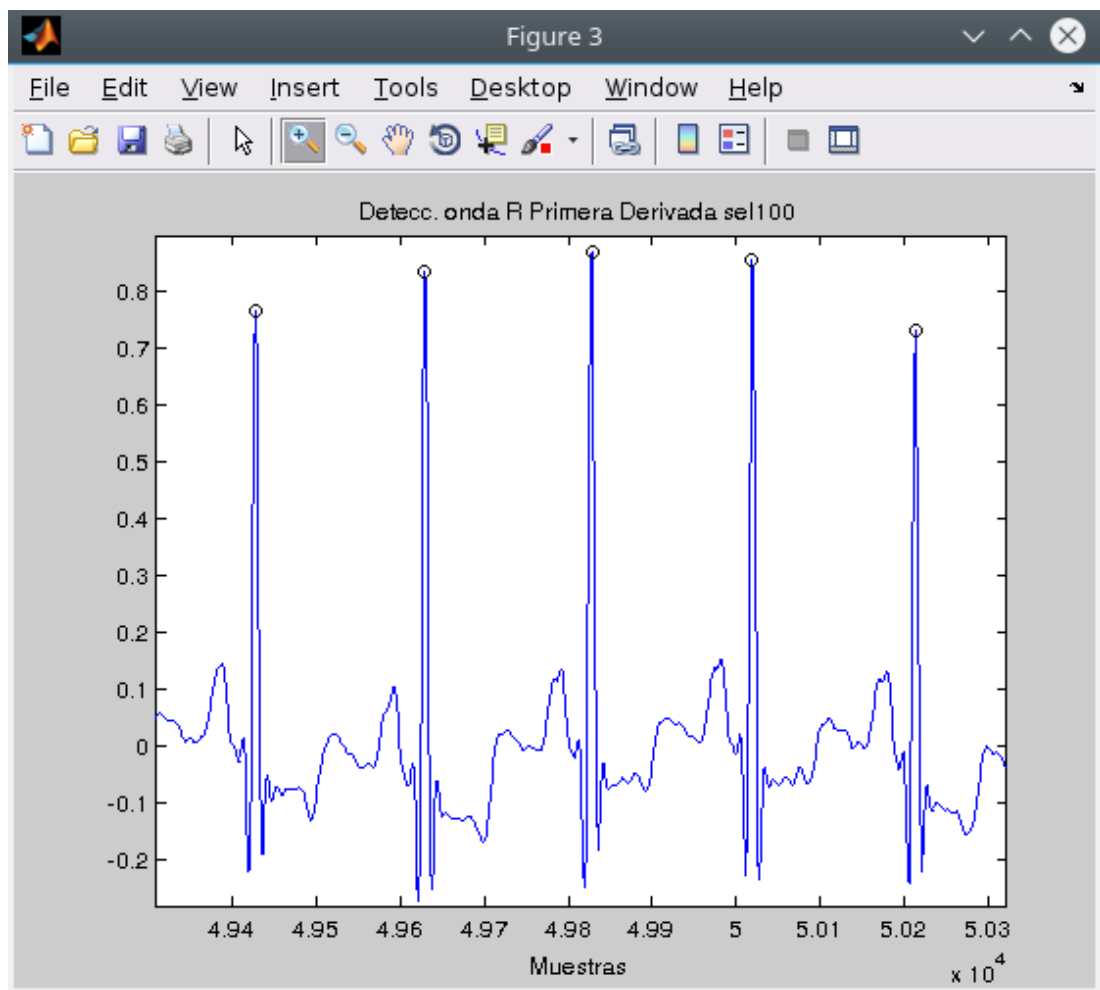 Figure 3
File Edit View Insert Tools Desktop Window Help
Detecc. onda R Primera Derivada sel100
0.8
0.7
0.6
0.5
0.4
0.3
0.2
0.1
0
-0.1
-0.2
4.94 4.95 4.96 4.97 4.98 4.99 5 5.01 5.02 5.03
Muestras
x 10^4